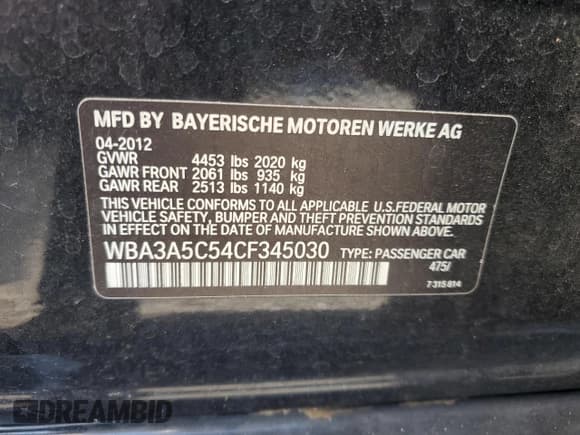 MFD BY BAYERISCHE MOTOREN WERKE AG
04-2012
GVWR 4453 lbs 2020 kg
GAWR FRONT 2061 lbs 935 kg
GAWR REAR 2513 lbs 1140 kg
THIS VEHICLE CONFORMS TO ALL APPLICABLE U.S.FEDERAL MOTOR
VEHICLE SAFETY, BUMPER AND THEFT PREVENTION STANDARDS
IN EFFECT ON THE DATE OF MANUFACTURE SHOWN ABOVE.
WBA3A5C54CF345030 TYPE: PASSENGER CAR
475/
7 315 814
DREAMBID